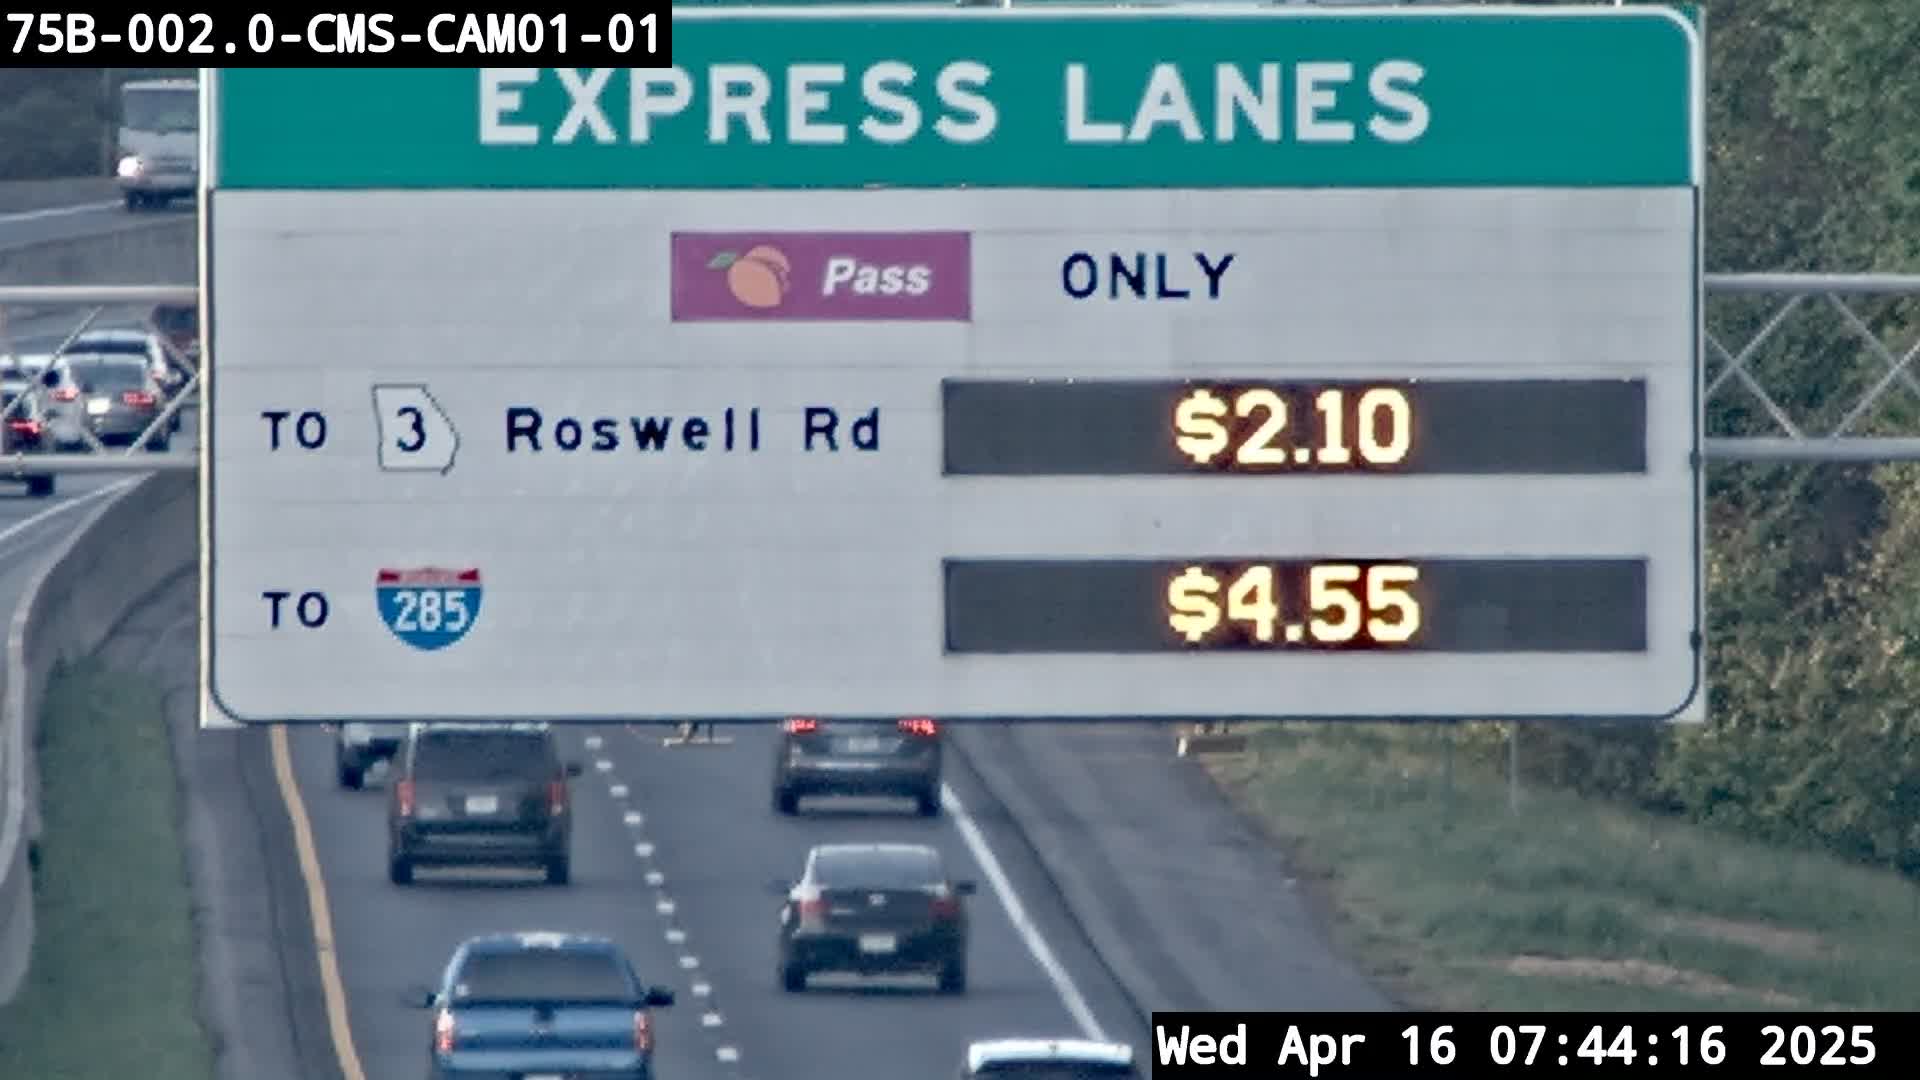 75B-002.0-CMS-CAM01-01
EXPRESS LANES
Pass ONLY
TO 3 Roswell Rd $2.10
TO 285 $4.55
Wed Apr 16 07:44:16 2025